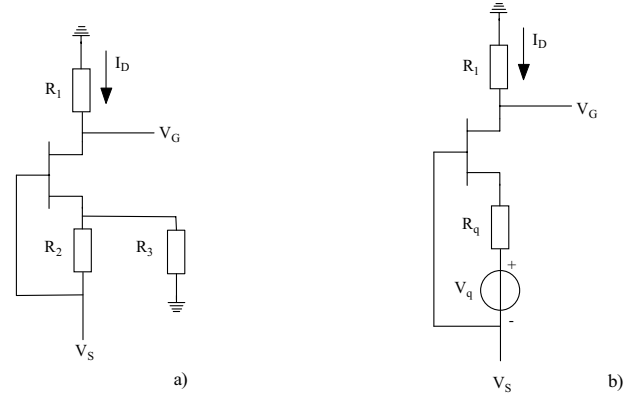 I_D
R_1
V_G
R_2
R_3
V_S
a)
I_D
R_1
V_G
R_q
+
V_q
-
V_S
b)